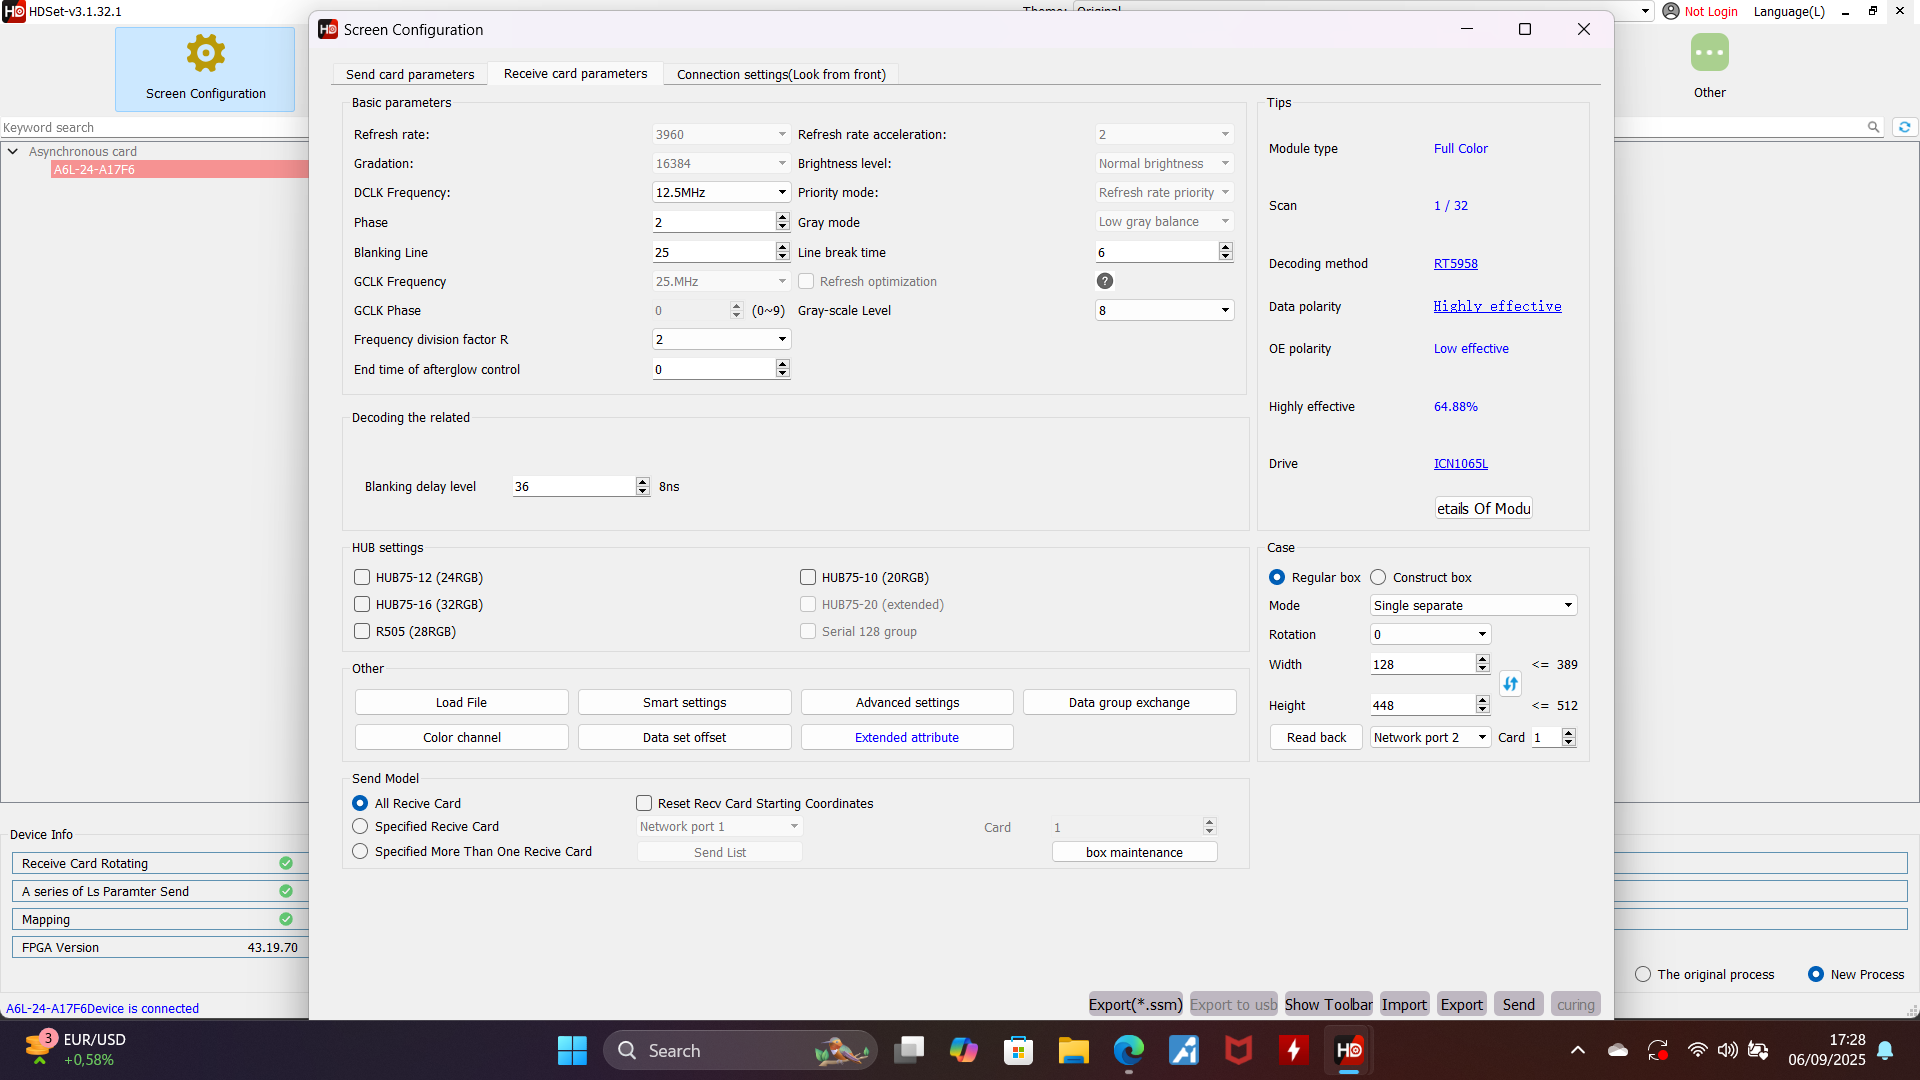 HDSet-v3.1.32.1
Not Login
Language(L)
Screen Configuration
Other
Keyword search
Asynchronous card
A6L-24-A17F6
HD Screen Configuration
Send card parameters
Receive card parameters
Connection settings(Look from front)
Basic parameters
Refresh rate: 3960 Refresh rate acceleration: 2
Gradation: 16384 Brightness level: Normal brightness
DCLK Frequency: 12.5MHz Priority mode: Refresh rate priority
Phase 2 Gray mode Low gray balance
Blanking Line 25 Line break time 6
GCLK Frequency 25.MHz Refresh optimization ?
GCLK Phase 0 (0~9) Gray-scale Level 8
Frequency division factor R 2
End time of afterglow control 0
Decoding the related
Blanking delay level 36 8ns
Tips
Module type Full Color
Scan 1 / 32
Decoding method RT5958
Data polarity Highly effective
OE polarity Low effective
Highly effective 64.88%
Drive ICN1065L
etails Of Modu
HUB settings
HUB75-12 (24RGB) HUB75-10 (20RGB)
HUB75-16 (32RGB) HUB75-20 (extended)
R505 (28RGB) Serial 128 group
Case
Regular box Construct box
Mode Single separate
Rotation 0
Width 128 <= 389
Height 448 <= 512
Read back Network port 2 Card 1
Other
Load File Smart settings Advanced settings Data group exchange
Color channel Data set offset Extended attribute
Send Model
All Recive Card Reset Recv Card Starting Coordinates
Specified Recive Card Network port 1 Card 1
Specified More Than One Recive Card Send List box maintenance
Device Info
Receive Card Rotating
A series of Ls Paramter Send
Mapping
FPGA Version 43.19.70
The original process New Process
A6L-24-A17F6Device is connected
Export(*.ssm) Export to usb Show Toolbar Import Export Send curing
3
EUR/USD
+0,58%
Search
HD
17:28
06/09/2025